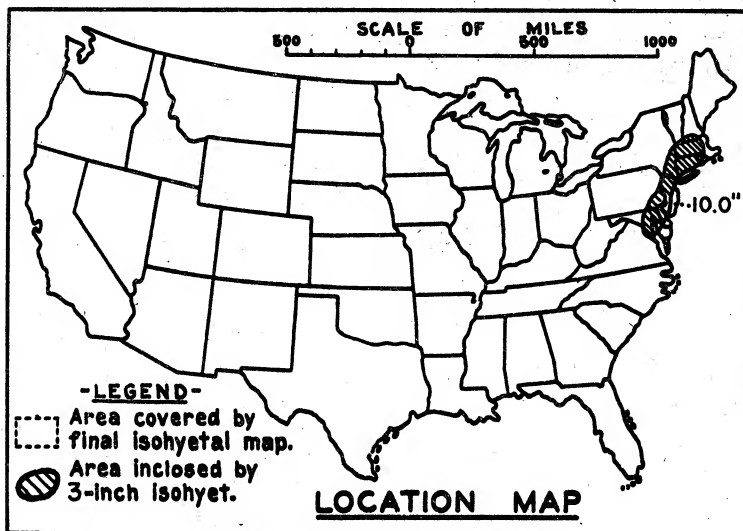 SCALE OF MILES
500 0 500 1000
10.0"
-LEGEND-
Area covered by
final isohyetal map.
Area inclosed by
3-inch isohyet.
LOCATION MAP